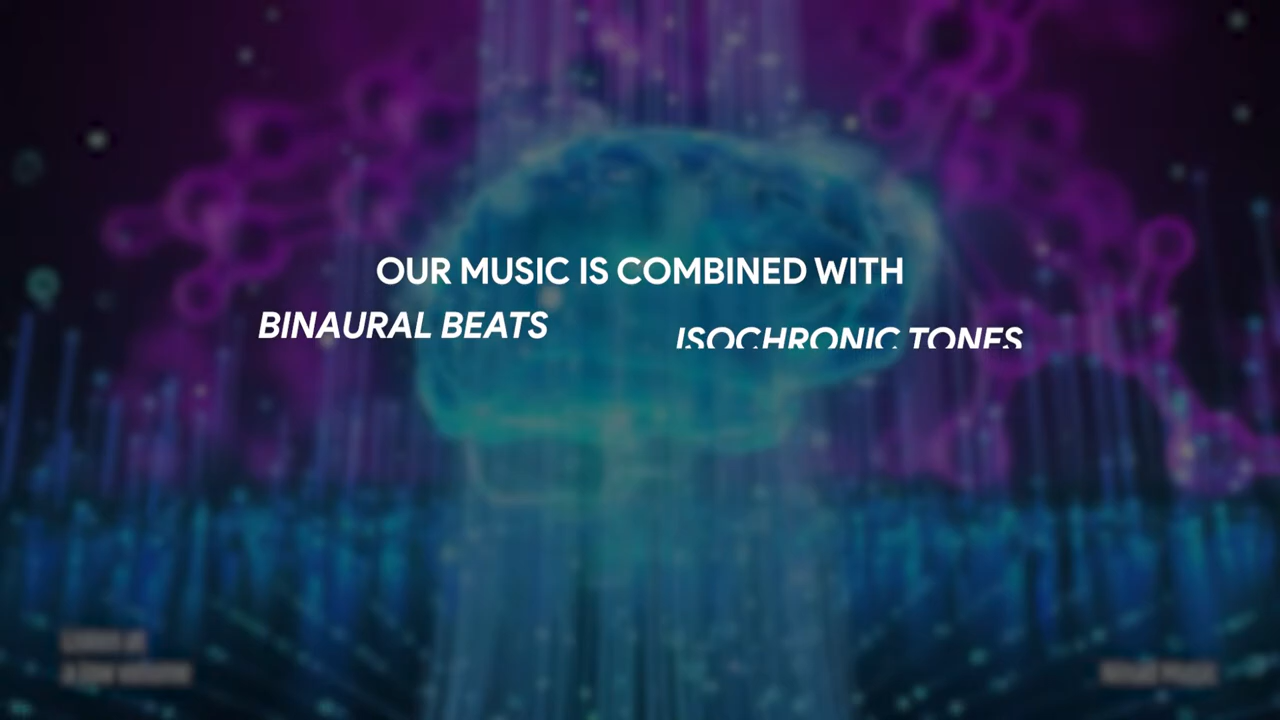 OUR MUSIC IS COMBINED WITH
BINAURAL BEATS ISOCHRONIC TONES